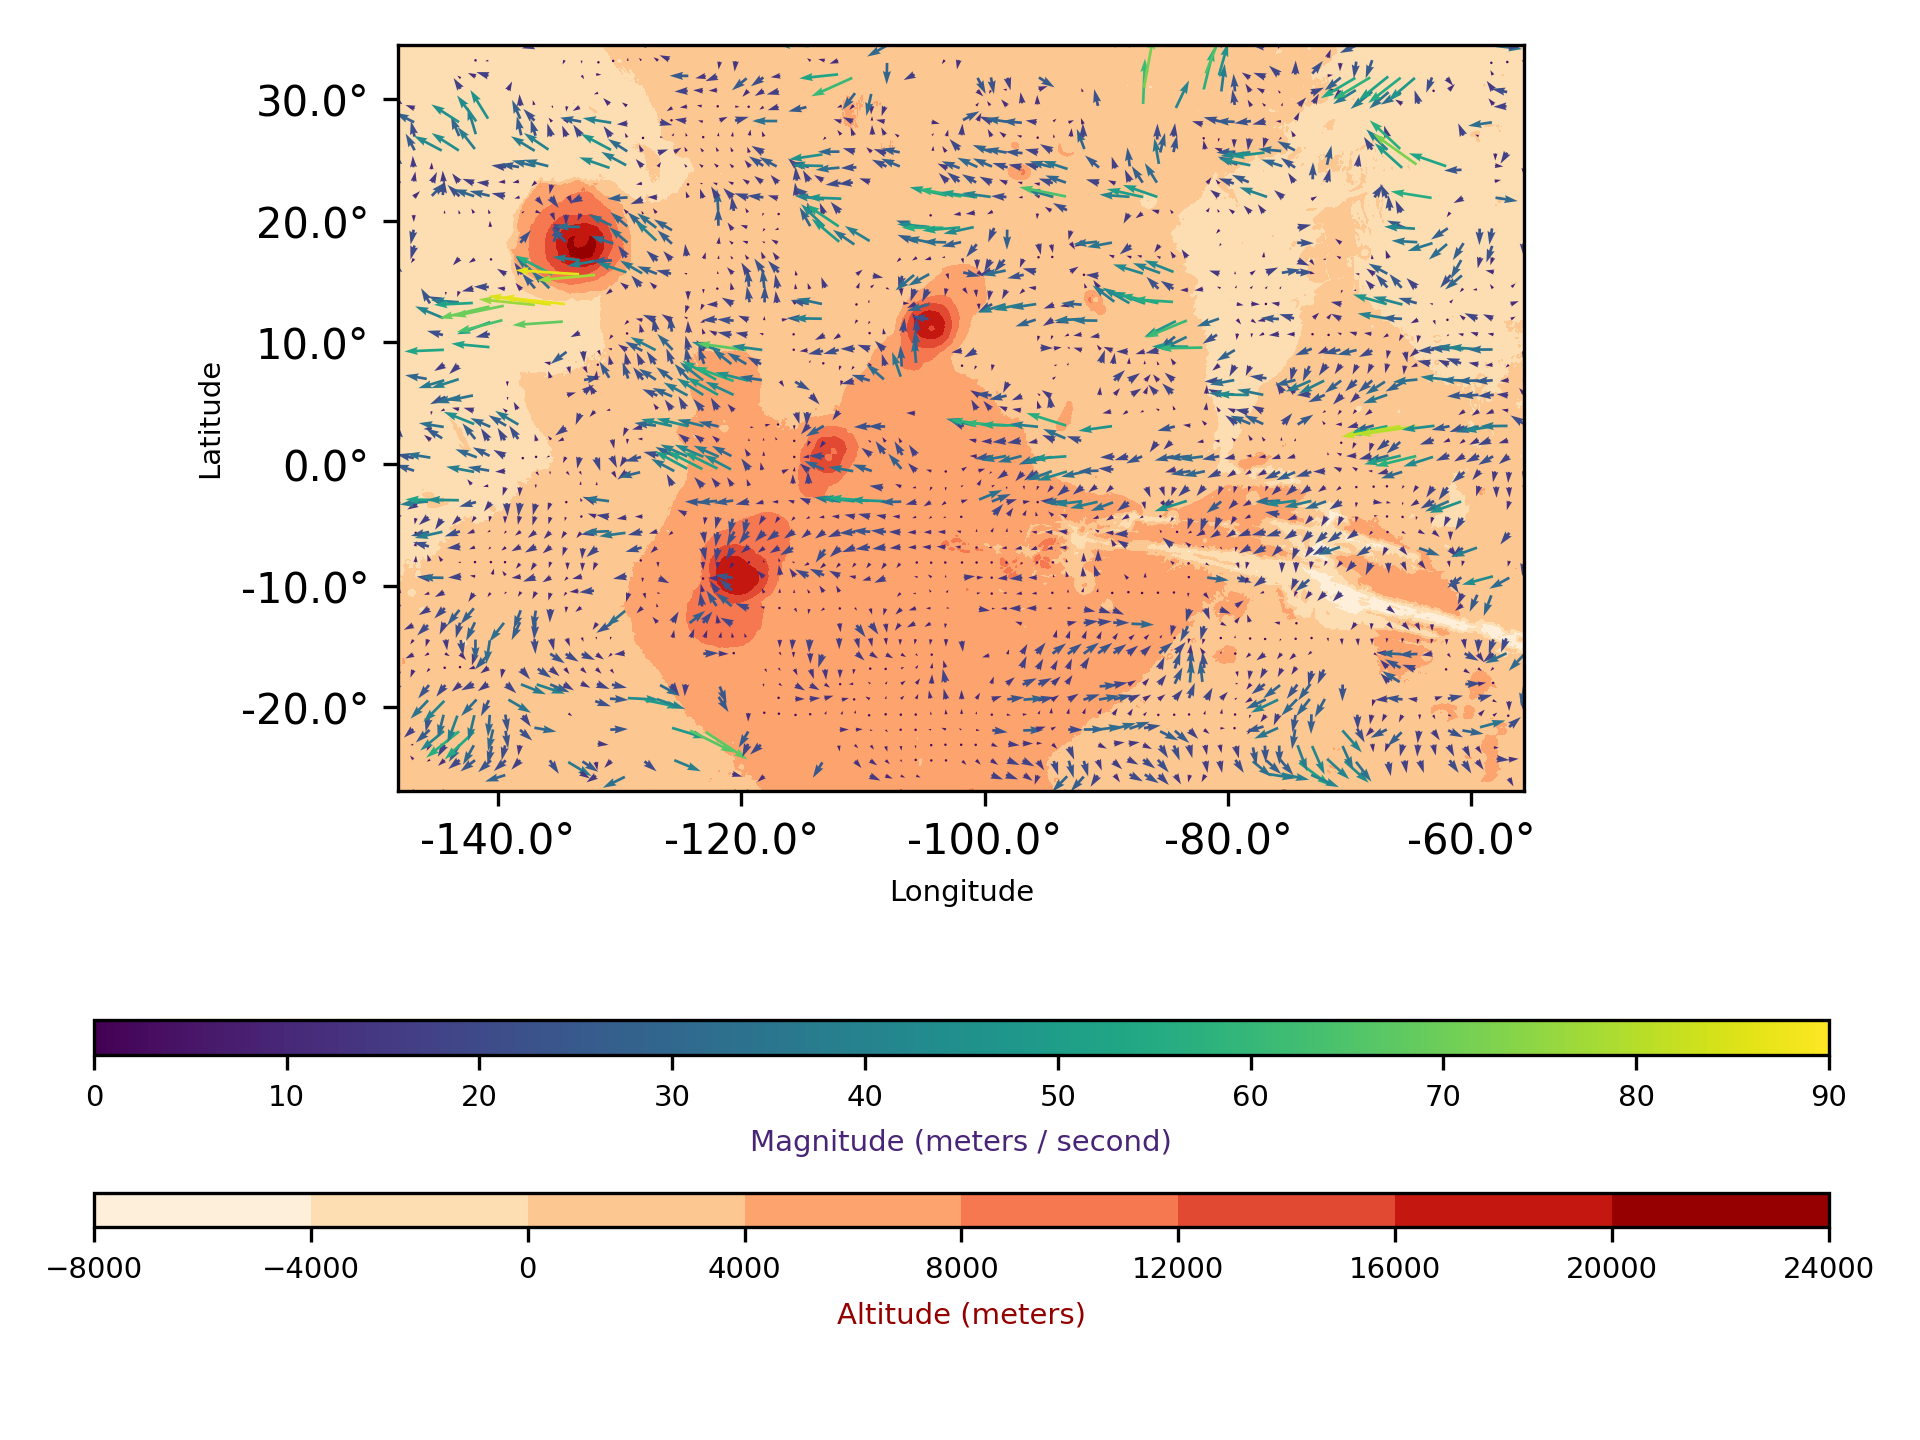 30.0°
20.0°
10.0°
0.0°
-10.0°
-20.0°
Latitude
-140.0° -120.0° -100.0° -80.0° -60.0°
Longitude
0 10 20 30 40 50 60 70 80 90
Magnitude (meters / second)
−8000 −4000 0 4000 8000 12000 16000 20000 24000
Altitude (meters)